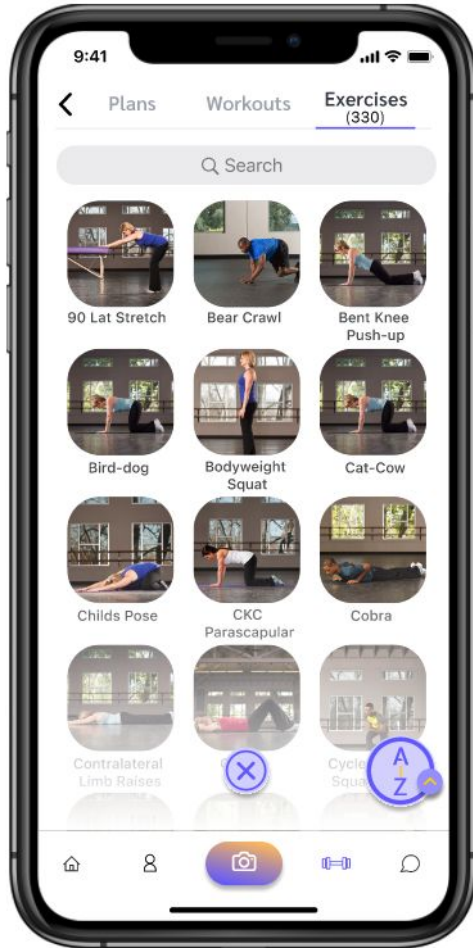 9:41
Plans Workouts Exercises
(330)
Search
90 Lat Stretch Bear Crawl Bent Knee
Push-up
Bird-dog Bodyweight Cat-Cow
Squat
Childs Pose CKC Cobra
Parascapular
Contralateral
Limb Raises
A
Z